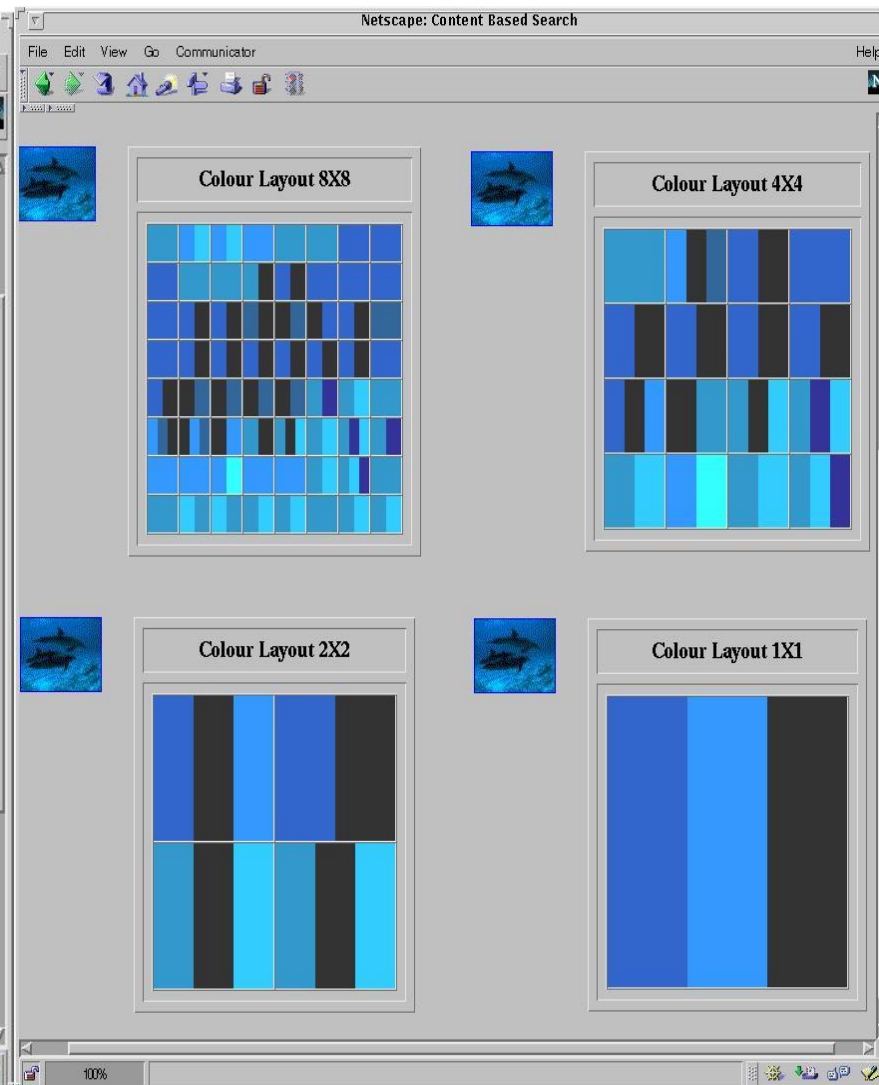 Netscape: Content Based Search
File Edit View Go Communicator Help
N
Colour Layout 8X8
Colour Layout 4X4
Colour Layout 2X2
Colour Layout 1X1
100%